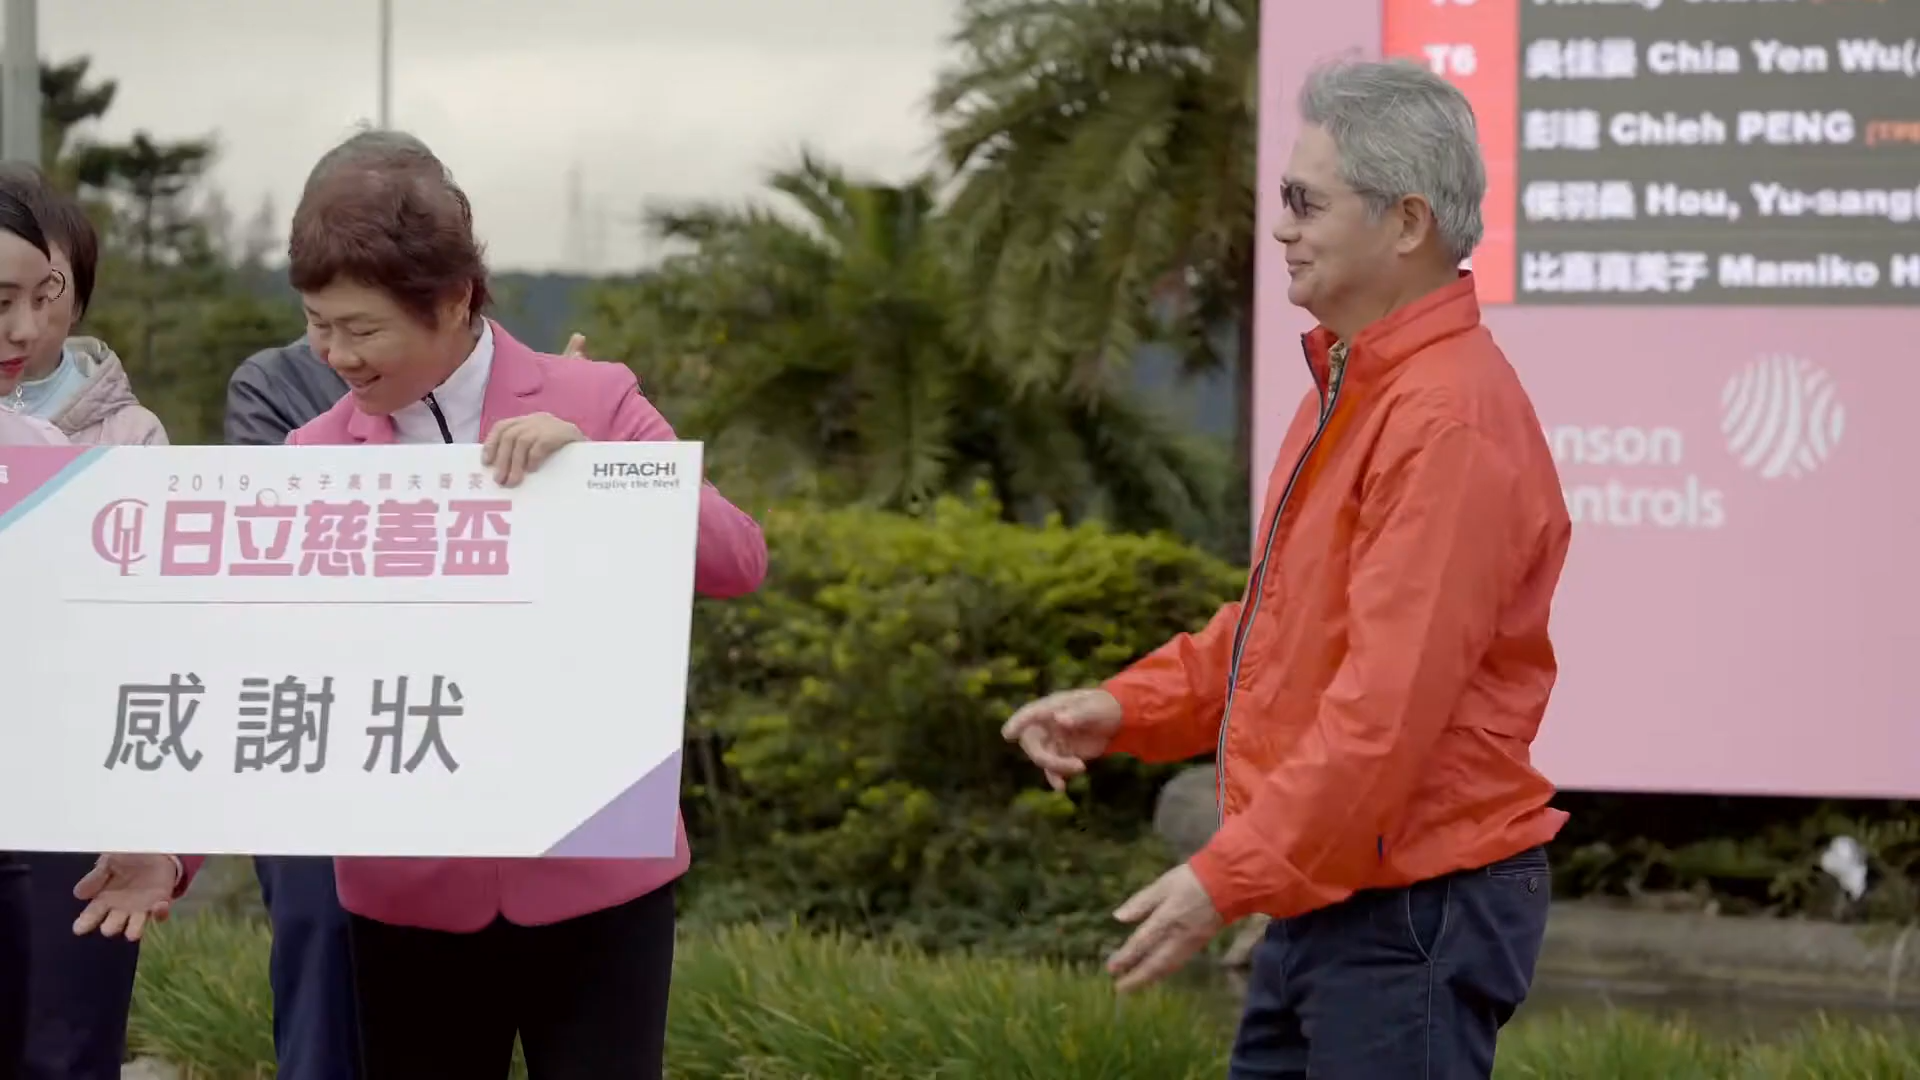 2019 女子高爾夫菁英
日立慈善盃
HITACHI
Inspire the Next
感謝狀
T6
吳佳晏 Chia Yen Wu(
彭婕 Chieh PENG (TPE
侯羽桑 Hou, Yu-sang(
比嘉真美子 Mamiko H
nson
ntrols